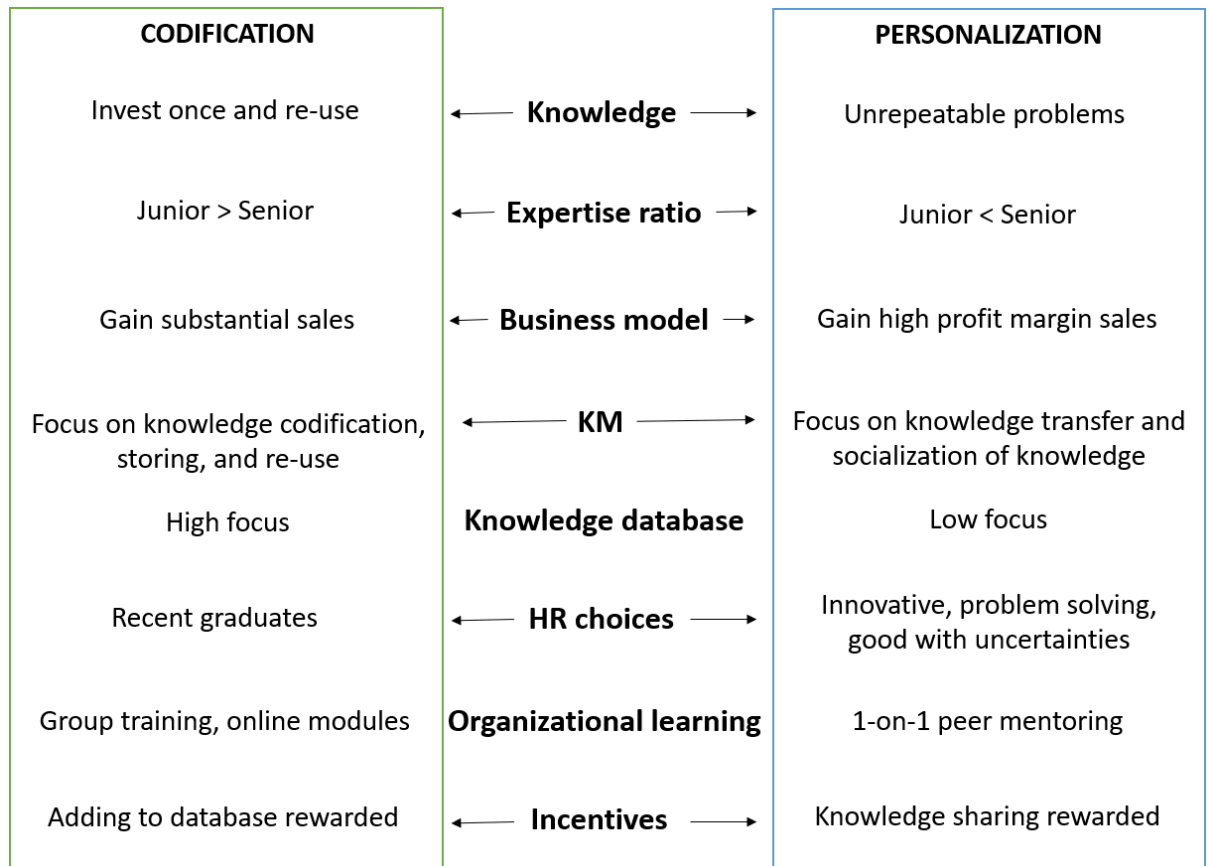 CODIFICATION
PERSONALIZATION
Invest once and re-use
Knowledge
Unrepeatable problems
Junior > Senior
Expertise ratio
Junior < Senior
Gain substantial sales
Business model
Gain high profit margin sales
Focus on knowledge codification,
storing, and re-use
KM
Focus on knowledge transfer and
socialization of knowledge
High focus
Knowledge database
Low focus
Recent graduates
HR choices
Innovative, problem solving,
good with uncertainties
Group training, online modules
Organizational learning
1-on-1 peer mentoring
Adding to database rewarded
Incentives
Knowledge sharing rewarded